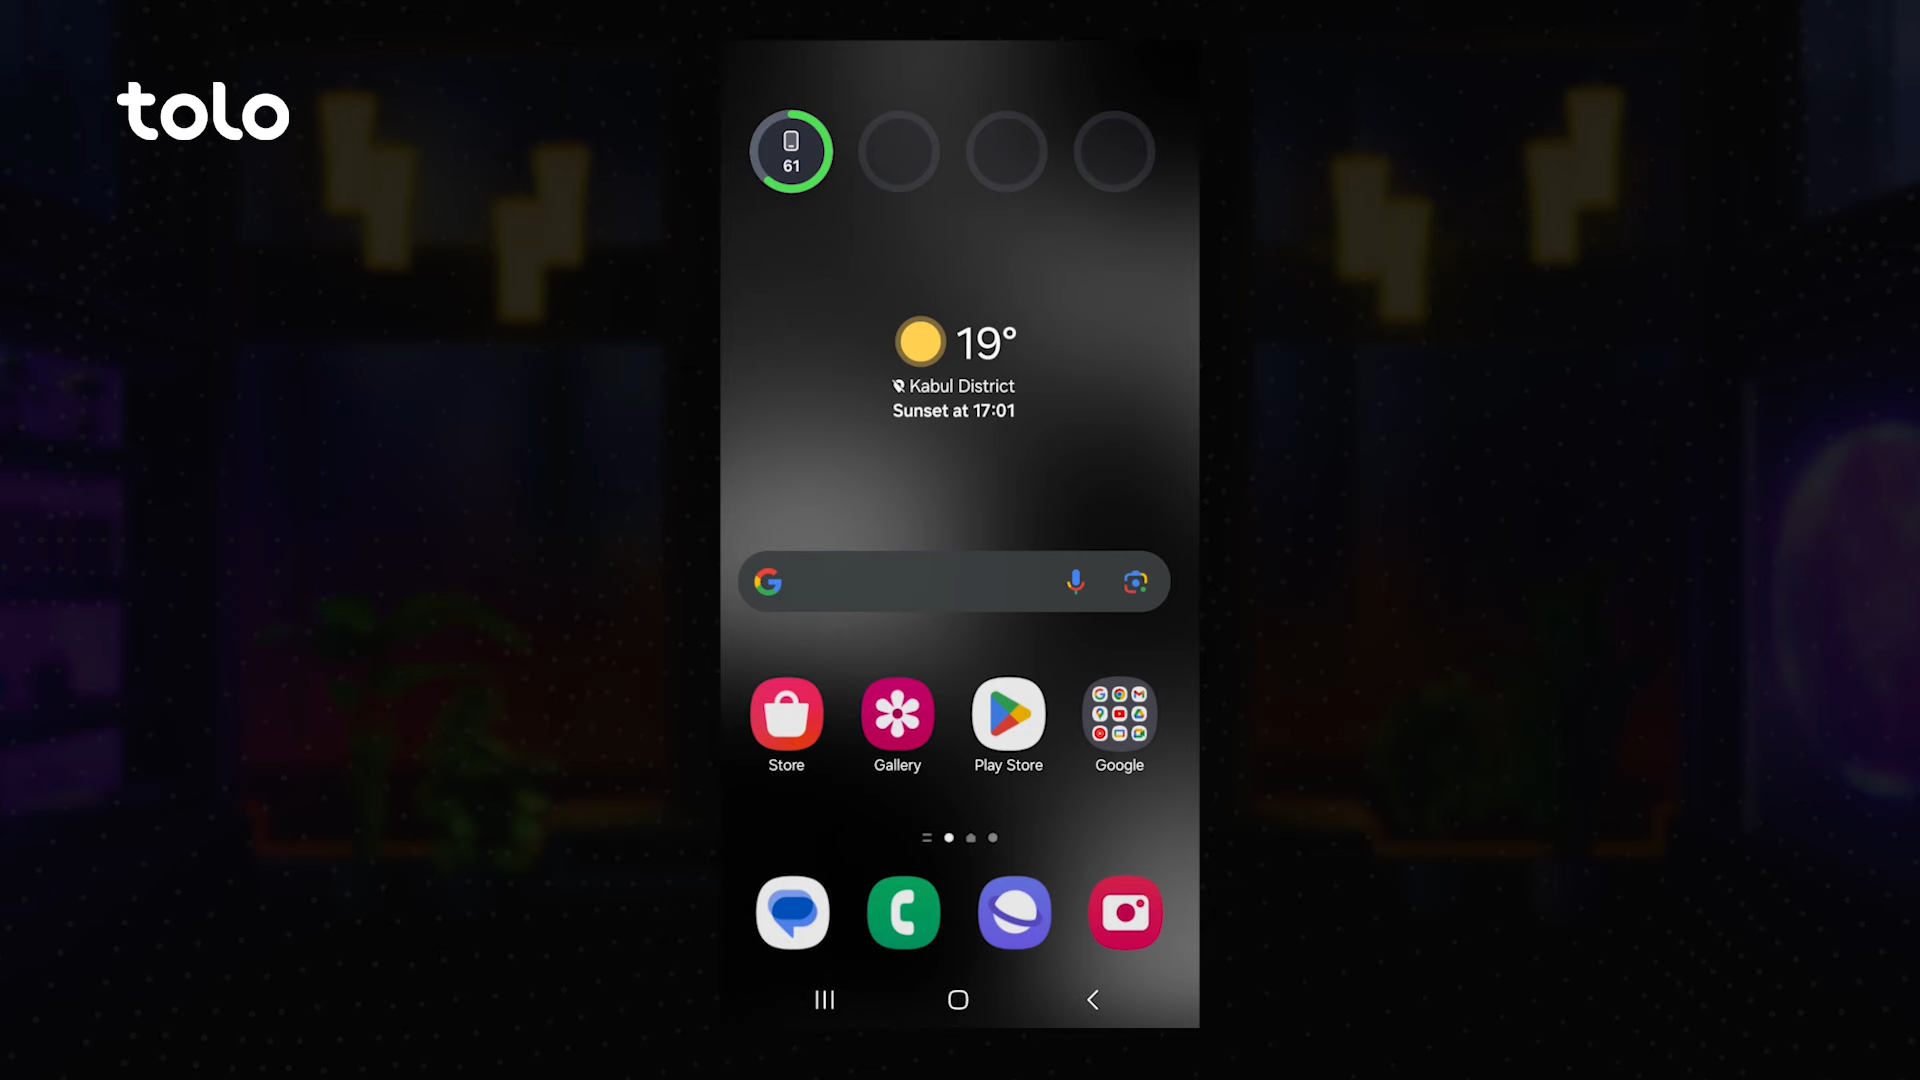 tolo
61
19°
Kabul District
Sunset at 17:01
Store
Gallery
Play Store
Google